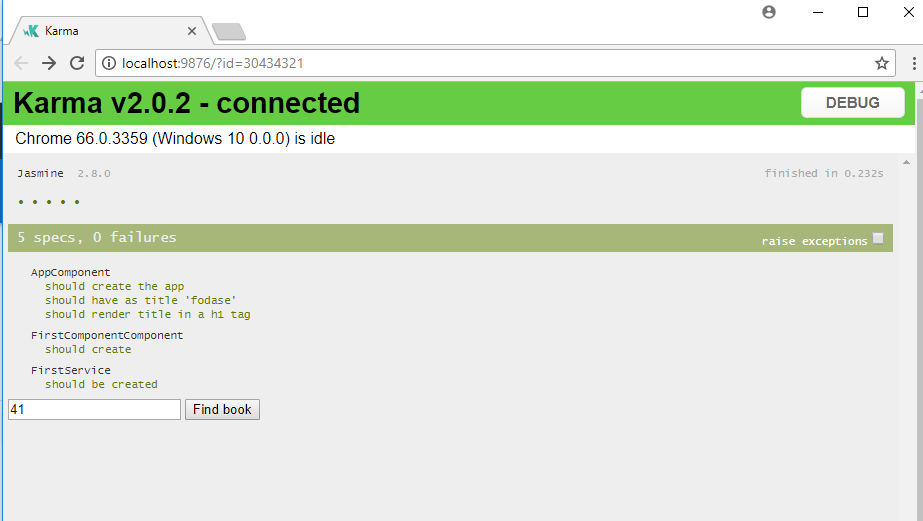 Karma
localhost:9876/?id=30434321
Karma v2.0.2 - connected
DEBUG
Chrome 66.0.3359 (Windows 10 0.0.0) is idle
Jasmine 2.8.0 finished in 0.232s
• • • • •
5 specs, 0 failures
raise exceptions
AppComponent
should create the app
should have as title 'fodase'
should render title in a h1 tag
FirstComponentComponent
should create
FirstService
should be created
41 Find book